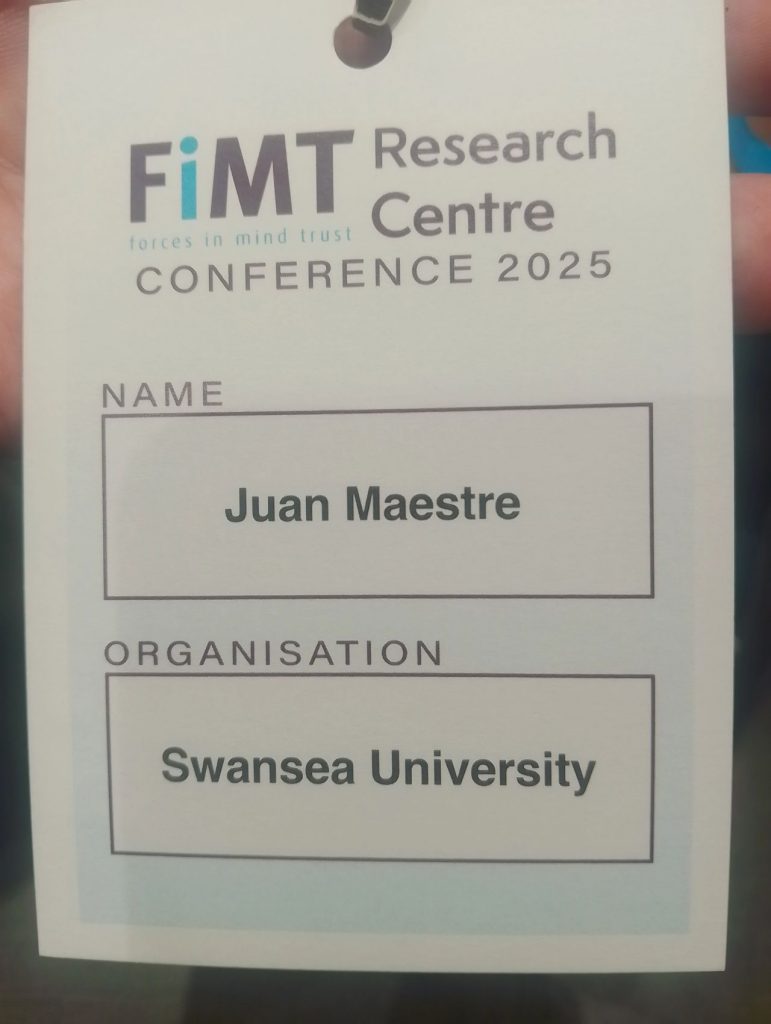 FiMT Research
Centre
forces in mind trust
CONFERENCE 2025
NAME
Juan Maestre
ORGANISATION
Swansea University